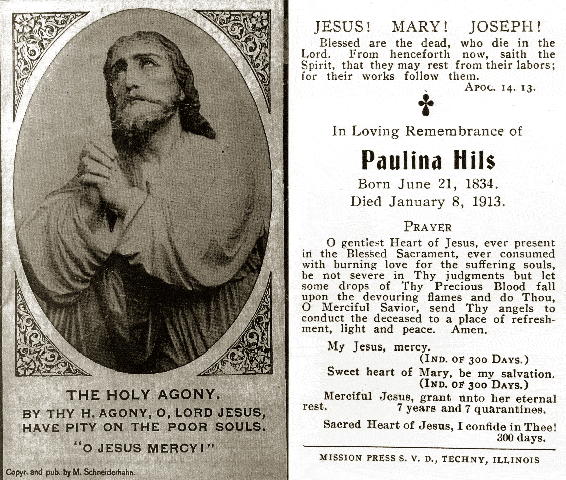 THE HOLY AGONY.
BY THY H. AGONY, O, LORD JESUS,
HAVE PITY ON THE POOR SOULS.
"O JESUS MERCY!"
Copyr. and pub. by M. Schneiderhahn.
JESUS! MARY! JOSEPH!
Blessed are the dead, who die in the
Lord. From henceforth now, saith the
Spirit, that they may rest from their labors;
for their works follow them.
APOC. 14. 13.
In Loving Remembrance of
Paulina Hils
Born June 21, 1834.
Died January 8, 1913.
PRAYER
O gentlest Heart of Jesus, ever present
in the Blessed Sacrament, ever consumed
with burning love for the suffering souls,
be not severe in Thy judgments but let
some drops of Thy Precious Blood fall
upon the devouring flames and do Thou,
O Merciful Savior, send Thy angels to
conduct the deceased to a place of refresh-
ment, light and peace. Amen.
My Jesus, mercy.
(IND. OF 300 DAYS.)
Sweet heart of Mary, be my salvation.
(IND. OF 300 DAYS.)
Merciful Jesus, grant unto her eternal
rest. 7 years and 7 quarantines.
Sacred Heart of Jesus, I confide in Thee!
300 days.
MISSION PRESS S. V. D., TECHNY, ILLINOIS